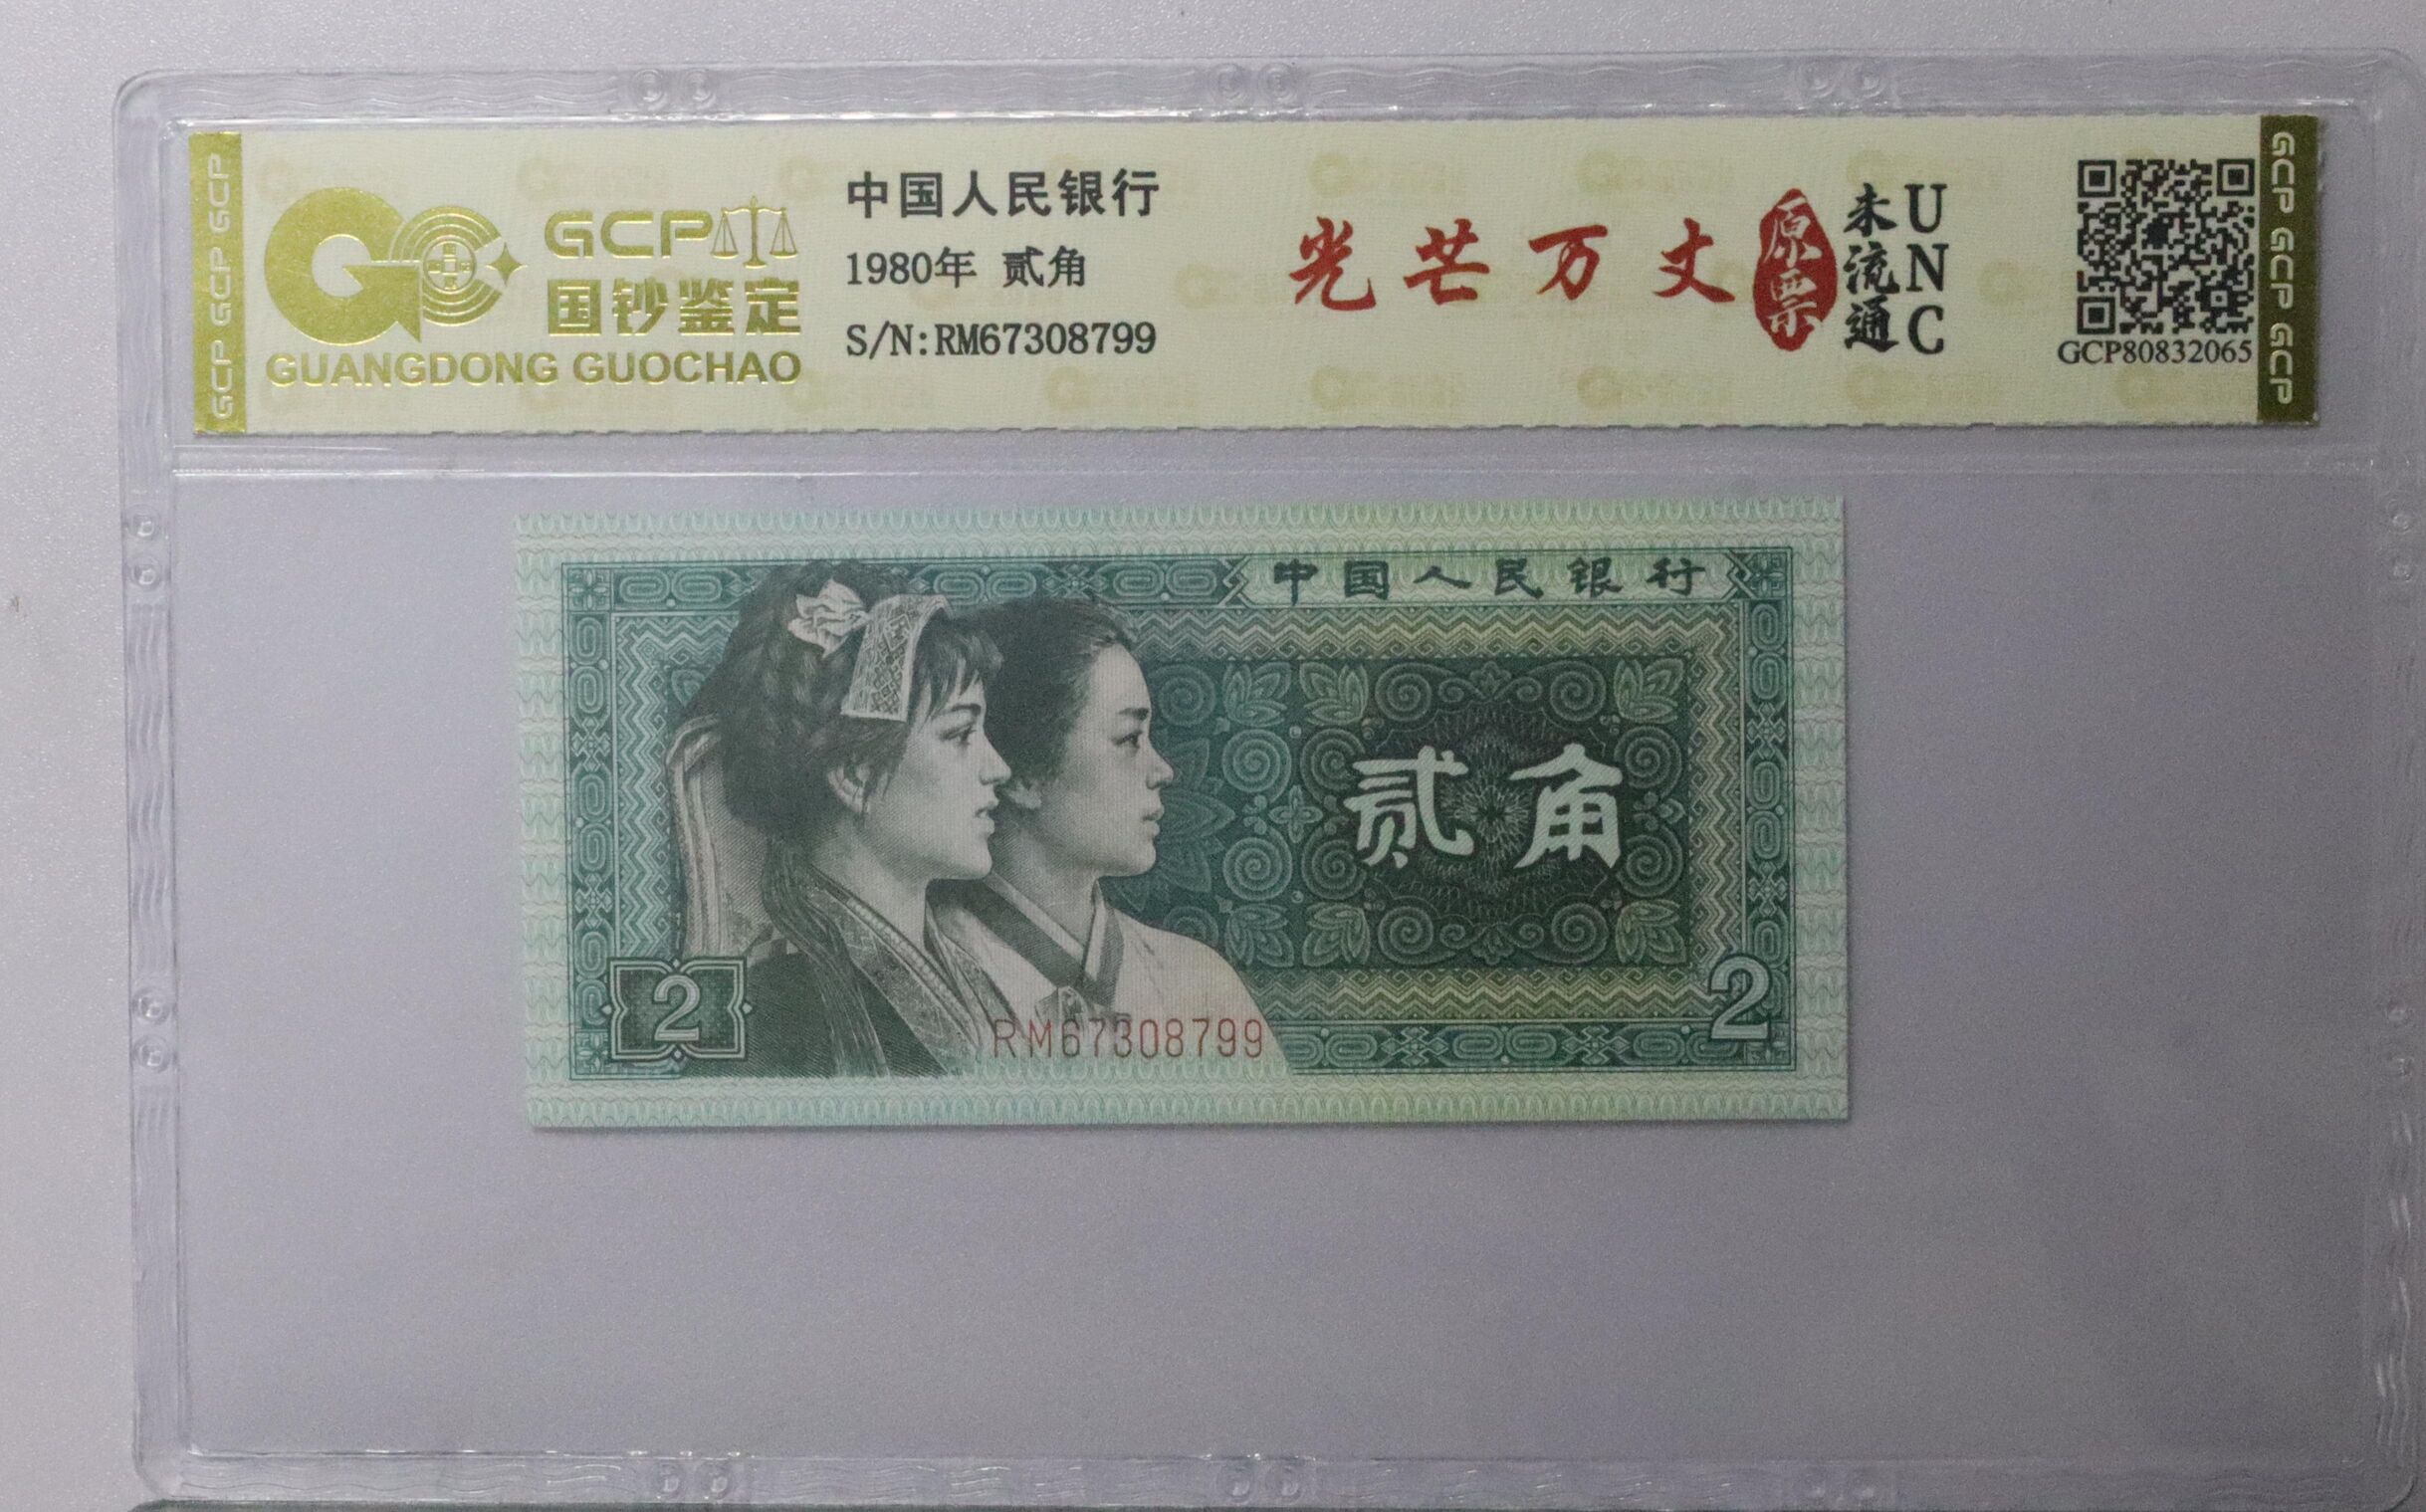 GCP GCP GCP
GCP
国钞鉴定
GUANGDONG GUOCHAO
中国人民银行
1980年 贰角
S/N:RM67308799
光芒万丈
原票
未流通
UNC
GCP80832065
GCP GCP GCP
中国人民银行
贰角
2
2
RM67308799